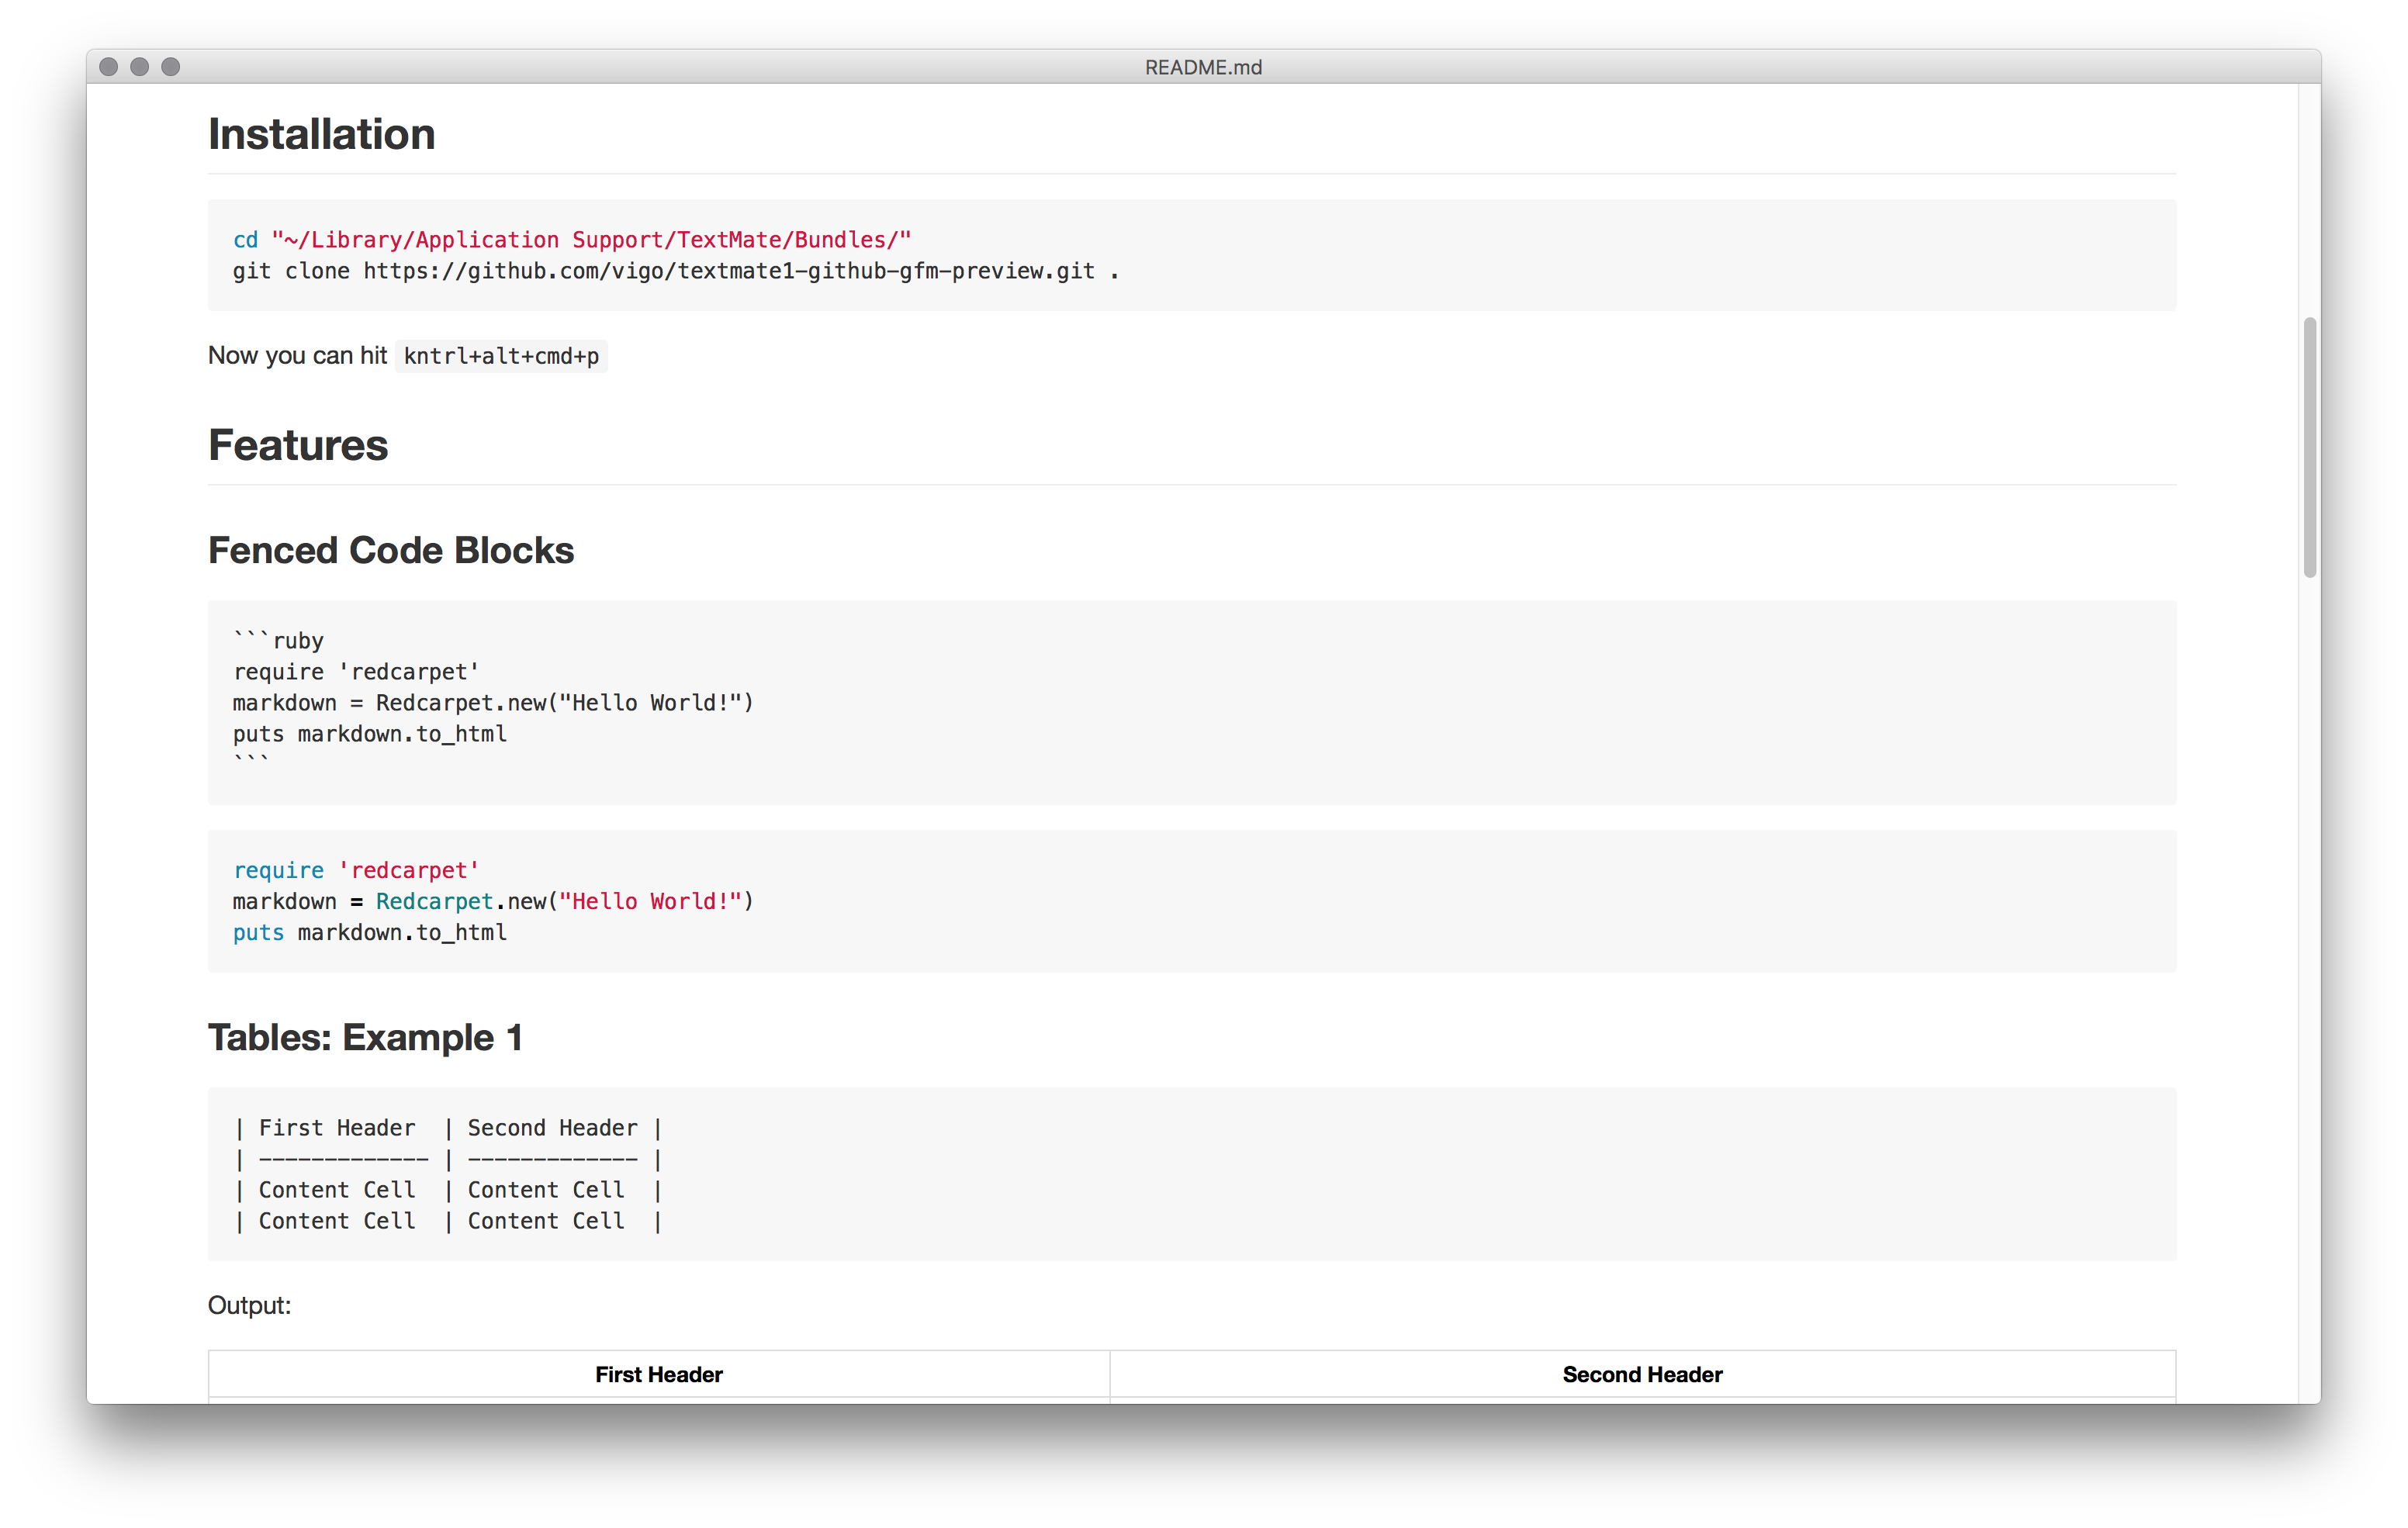 README.md
Installation
cd "~/Library/Application Support/TextMate/Bundles/"
git clone https://github.com/vigo/textmate1-github-gfm-preview.git .
Now you can hit kntrl+alt+cmd+p
Features
Fenced Code Blocks
```ruby
require 'redcarpet'
markdown = Redcarpet.new("Hello World!")
puts markdown.to_html
```
require 'redcarpet'
markdown = Redcarpet.new("Hello World!")
puts markdown.to_html
Tables: Example 1
| First Header  | Second Header |
| ------------- | ------------- |
| Content Cell  | Content Cell  |
| Content Cell  | Content Cell  |
Output:
First Header Second Header